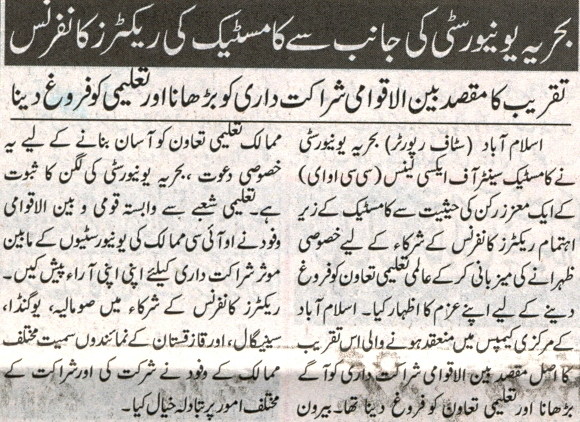 بحریہ یونیورسٹی کی جانب سے کامسٹیک کی ریکٹرز کانفرنس
تقریب کا مقصد بین الاقوامی شراکت داری کو بڑھانا اور تعلیمی کو فروغ دینا
اسلام آباد (سٹاف رپورٹر) بحریہ یونیورسٹی
نے کامسٹیک سینٹر آف ایکسی لینس (سی سی او ای)
کے ایک معزز رکن کی حیثیت سے کامسٹیک کے زیر
اہتمام ریکٹرز کانفرنس کے شرکاء کے لیے خصوصی
ظہرانے کی میزبانی کر کے عالمی تعلیمی تعاون کو فروغ
دینے کے لیے اپنے عزم کا اظہار کیا۔ اسلام آباد
کے مرکزی کیمپس میں منعقد ہونے والی اس تقریب
کا اصل مقصد بین الاقوامی شراکت داری کو آگے
بڑھانا اور تعلیمی تعاون کو فروغ دینا تھا۔ بیرون
ممالک تعلیمی تعاون کو آسان بنانے کے لیے یہ
خصوصی دعوت، بحریہ یونیورسٹی کی لگن کا ثبوت
ہے۔ تعلیمی شعبے سے وابستہ قومی و بین الاقوامی
وفود نے او آئی سی ممالک کی یونیورسٹیوں کے مابین
موثر شراکت داری کیلئے اپنی اپنی آراء پیش کیں۔
ریکٹرز کانفرنس کے شرکاء میں صومالیہ، یوگنڈا،
سینیگال، اور قازقستان کے نمائندوں سمیت مختلف
ممالک کے وفود نے شرکت کی اور شراکت کے
مختلف امور پر تبادلہ خیال کیا۔